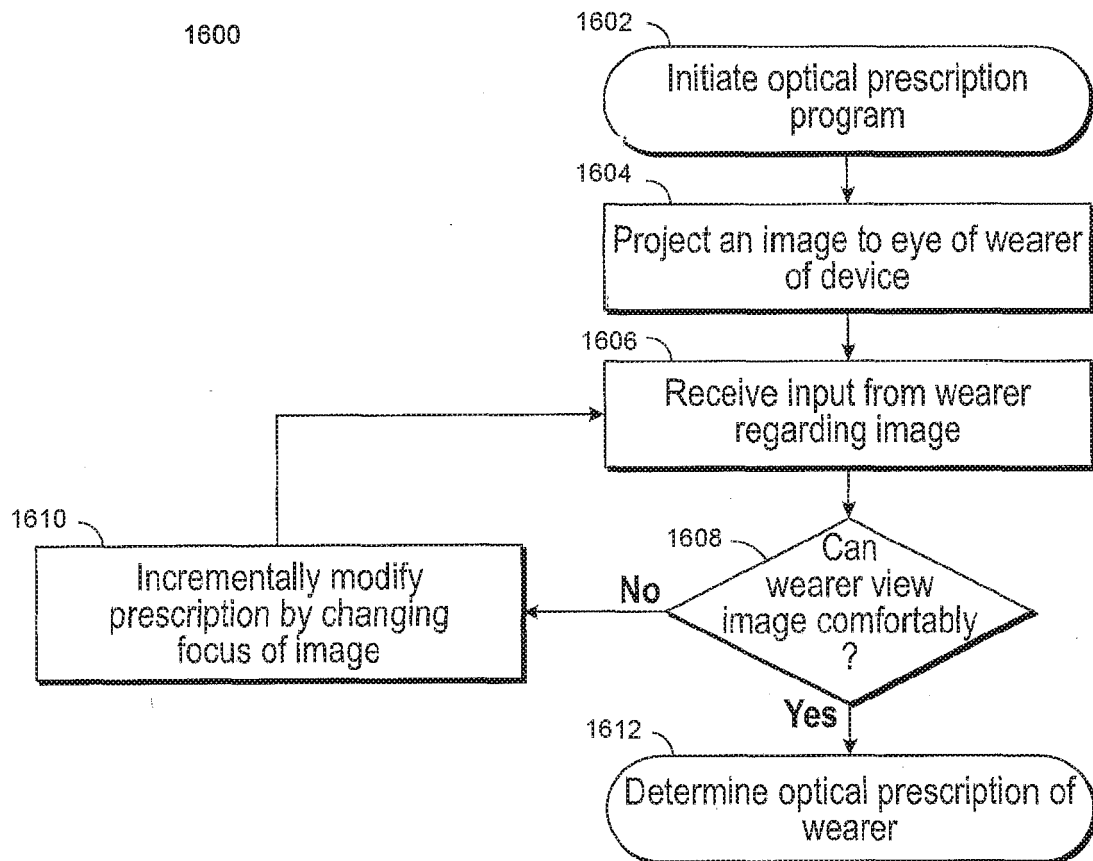 1600
1602
Initiate optical prescription
program
1604
Project an image to eye of wearer
of device
1606
Receive input from wearer
regarding image
1610
Incrementally modify
prescription by changing
focus of image
1608
Can
wearer view
image comfortably
?
No
Yes
1612
Determine optical prescription of
wearer